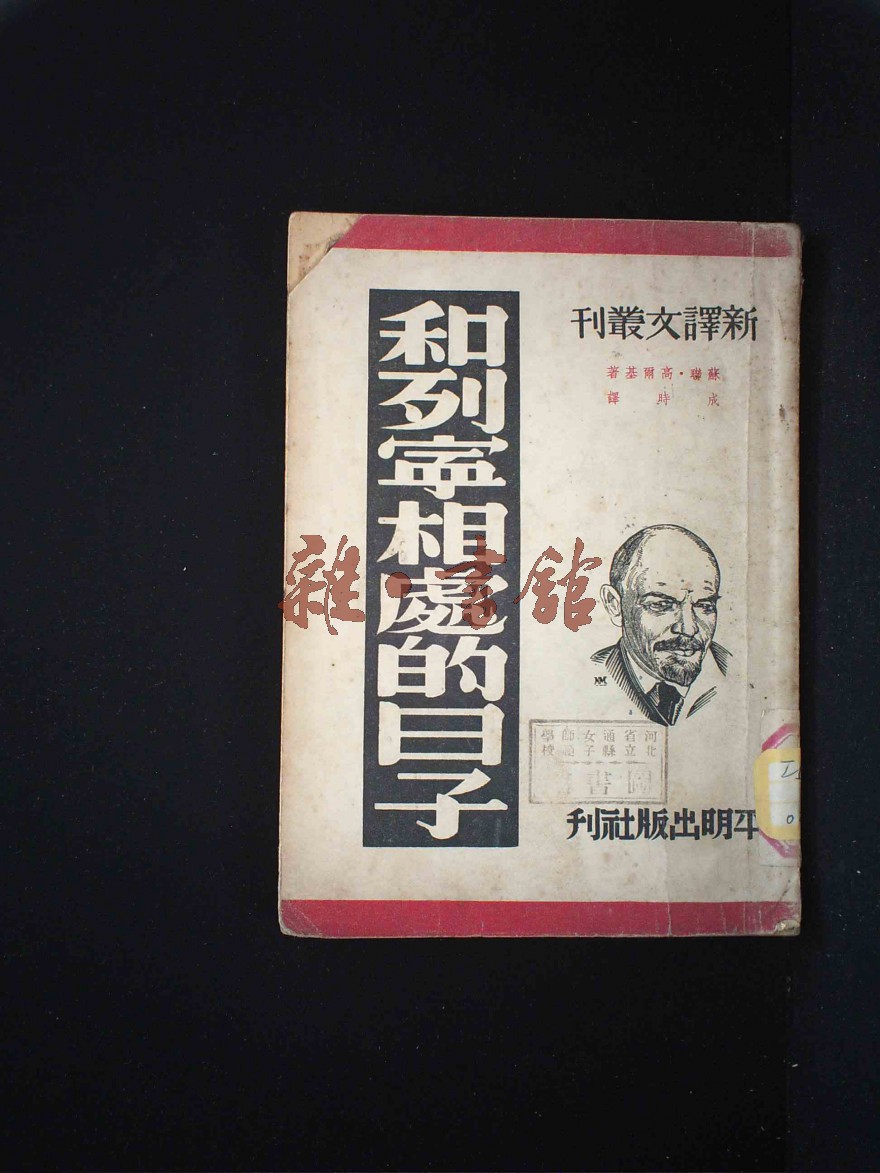 新譯文叢刊
蘇聯·高爾基著
成時譯
和列寧相處的日子
雜·書館
河北省立通縣女子師範學校
圖書
平明出版社刊